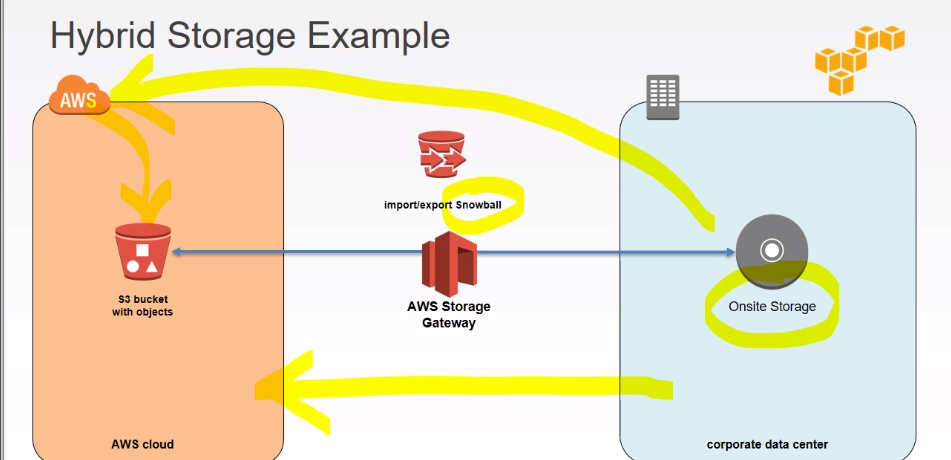 Hybrid Storage Example
AWS
import/export Snowball
S3 bucket
with objects
AWS Storage
Gateway
Onsite Storage
AWS cloud
corporate data center